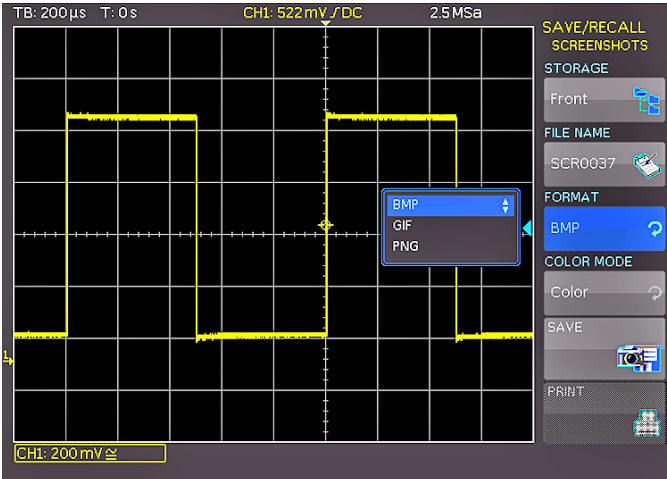 TB: 200 µs T: 0 s CH1: 522 mV / DC 2.5 MSa
SAVE/RECALL
SCREENSHOTS
STORAGE
Front
FILE NAME
SCR0037
FORMAT
BMP
GIF
PNG
BMP
COLOR MODE
Color
SAVE
PRINT
1
CH1: 200 mV ≅